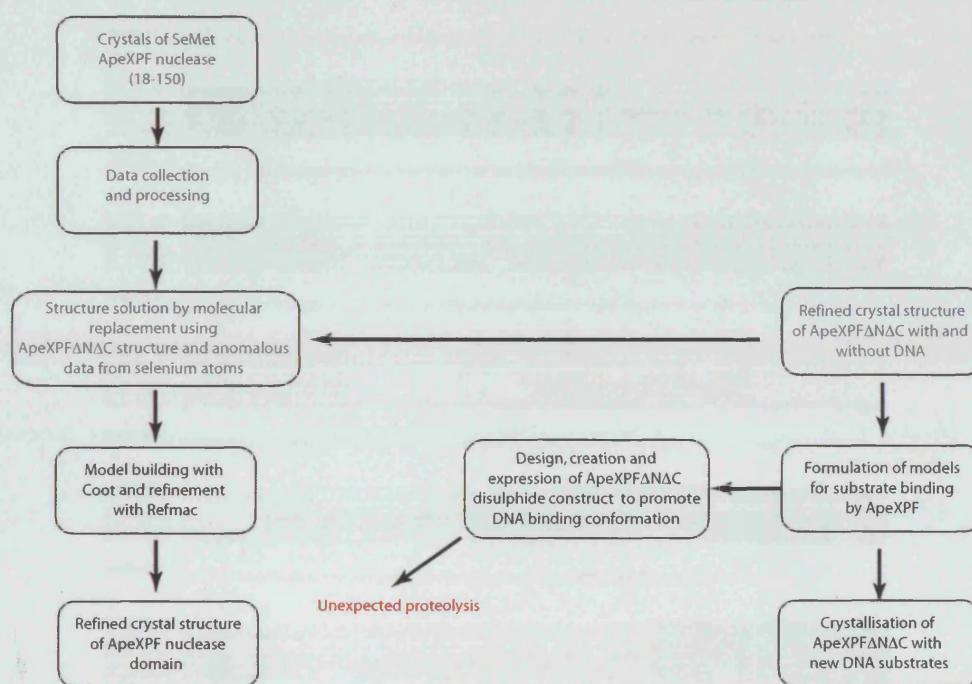 Crystals of SeMet
ApeXPF nuclease
(18-150)
Data collection
and processing
Structure solution by molecular
replacement using
ApeXPFΔNΔC structure and anomalous
data from selenium atoms
Refined crystal structure
of ApeXPFΔNΔC with and
without DNA
Model building with
Coot and refinement
with Refmac
Design, creation and
expression of ApeXPFΔNΔC
disulphide construct to promote
DNA binding conformation
Formulation of models
for substrate binding
by ApeXPF
Unexpected proteolysis
Refined crystal structure
of ApeXPF nuclease
domain
Crystallisation of
ApeXPFΔNΔC with
new DNA substrates